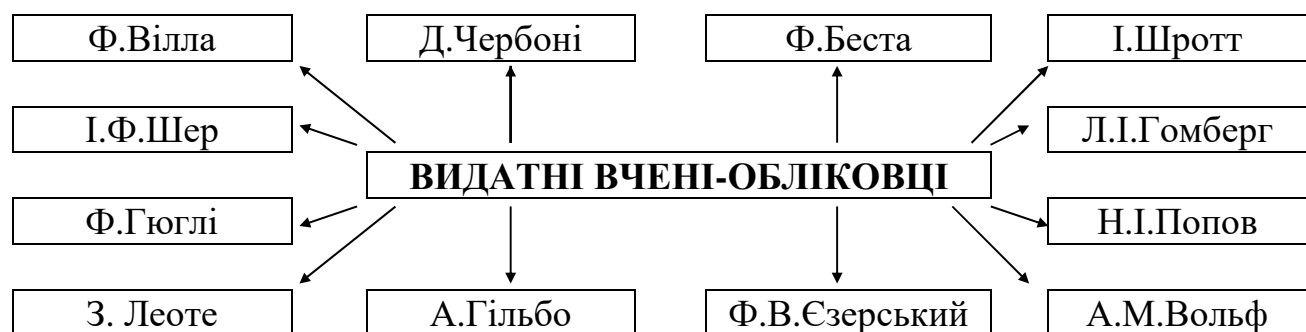 Ф.Вілла
Д.Чербоні
Ф.Беста
І.Шротт
І.Ф.Шер
Л.І.Гомберг
ВИДАТНІ ВЧЕНІ-ОБЛІКОВЦІ
Ф.Гюглі
Н.І.Попов
З. Леоте
А.Гільбо
Ф.В.Єзерський
А.М.Вольф